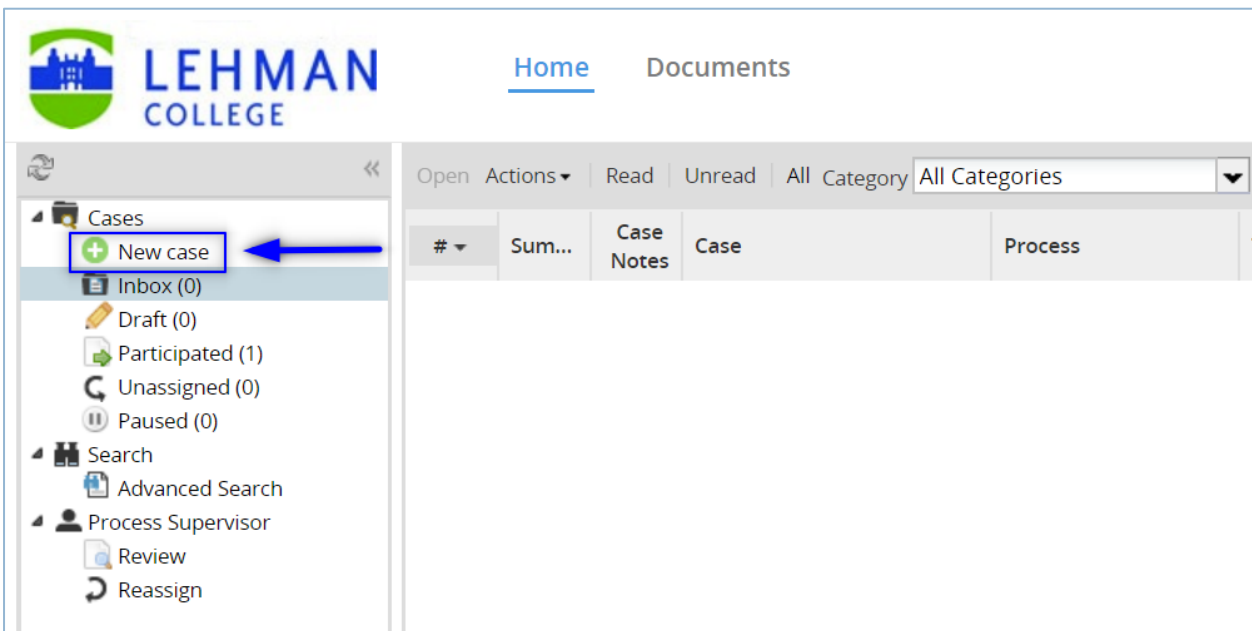 LEHMAN
COLLEGE
Home Documents
Open Actions Read Unread All Category All Categories
Cases
New case
Inbox (0)
Draft (0)
Participated (1)
Unassigned (0)
Paused (0)
Search
Advanced Search
Process Supervisor
Review
Reassign
# Sum... Case Notes Case Process